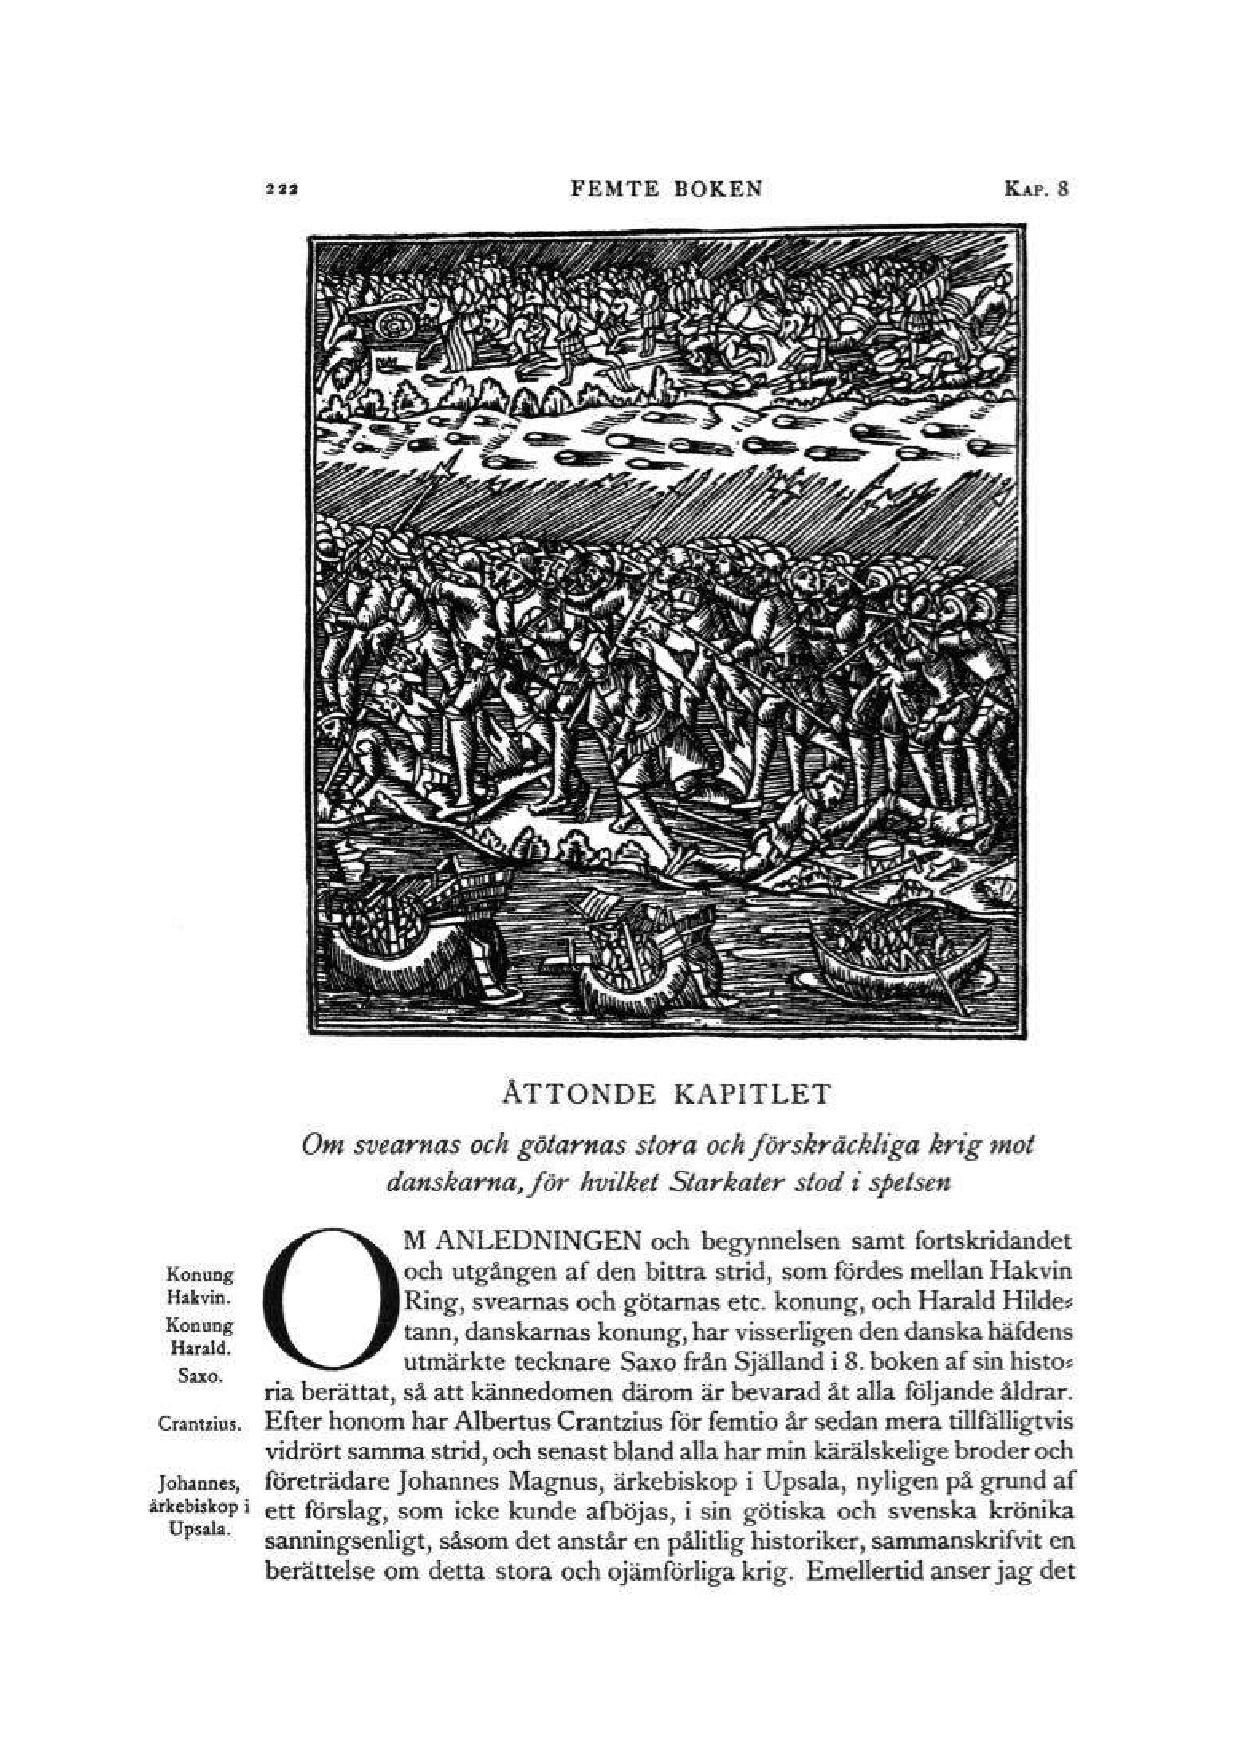 222 FEMTE BOKEN KAP. 8
ÅTTONDE KAPITLET
Om svearnas och götarnas stora och förskräckliga krig mot
danskarna, för hvilket Starkater stod i spetsen
OM ANLEDNINGEN och begynnelsen samt fortskridandet
och utgången af den bittra strid, som fördes mellan Hakvin
Ring, svearnas och götarnas etc. konung, och Harald Hilde-
tann, danskarnas konung, har visserligen den danska häfdens
utmärkte tecknare Saxo från Själland i 8. boken af sin histo-
ria berättat, så att kännedomen därom är bevarad åt alla följande åldrar.
Efter honom har Albertus Crantzius för femtio år sedan mera tillfälligtvis
vidrört samma strid, och senast bland alla har min kärälskelige broder och
företrädare Johannes Magnus, ärkebiskop i Upsala, nyligen på grund af
ett förslag, som icke kunde afböjas, i sin götiska och svenska krönika
sanningsenligt, såsom det anstår en pålitlig historiker, sammanskrifvit en
berättelse om detta stora och ojämförliga krig. Emellertid anser jag det
Konung
Hakvin.
Konung
Harald.
Saxo.
Crantzius.
Johannes,
ärkebiskop i
Upsala.